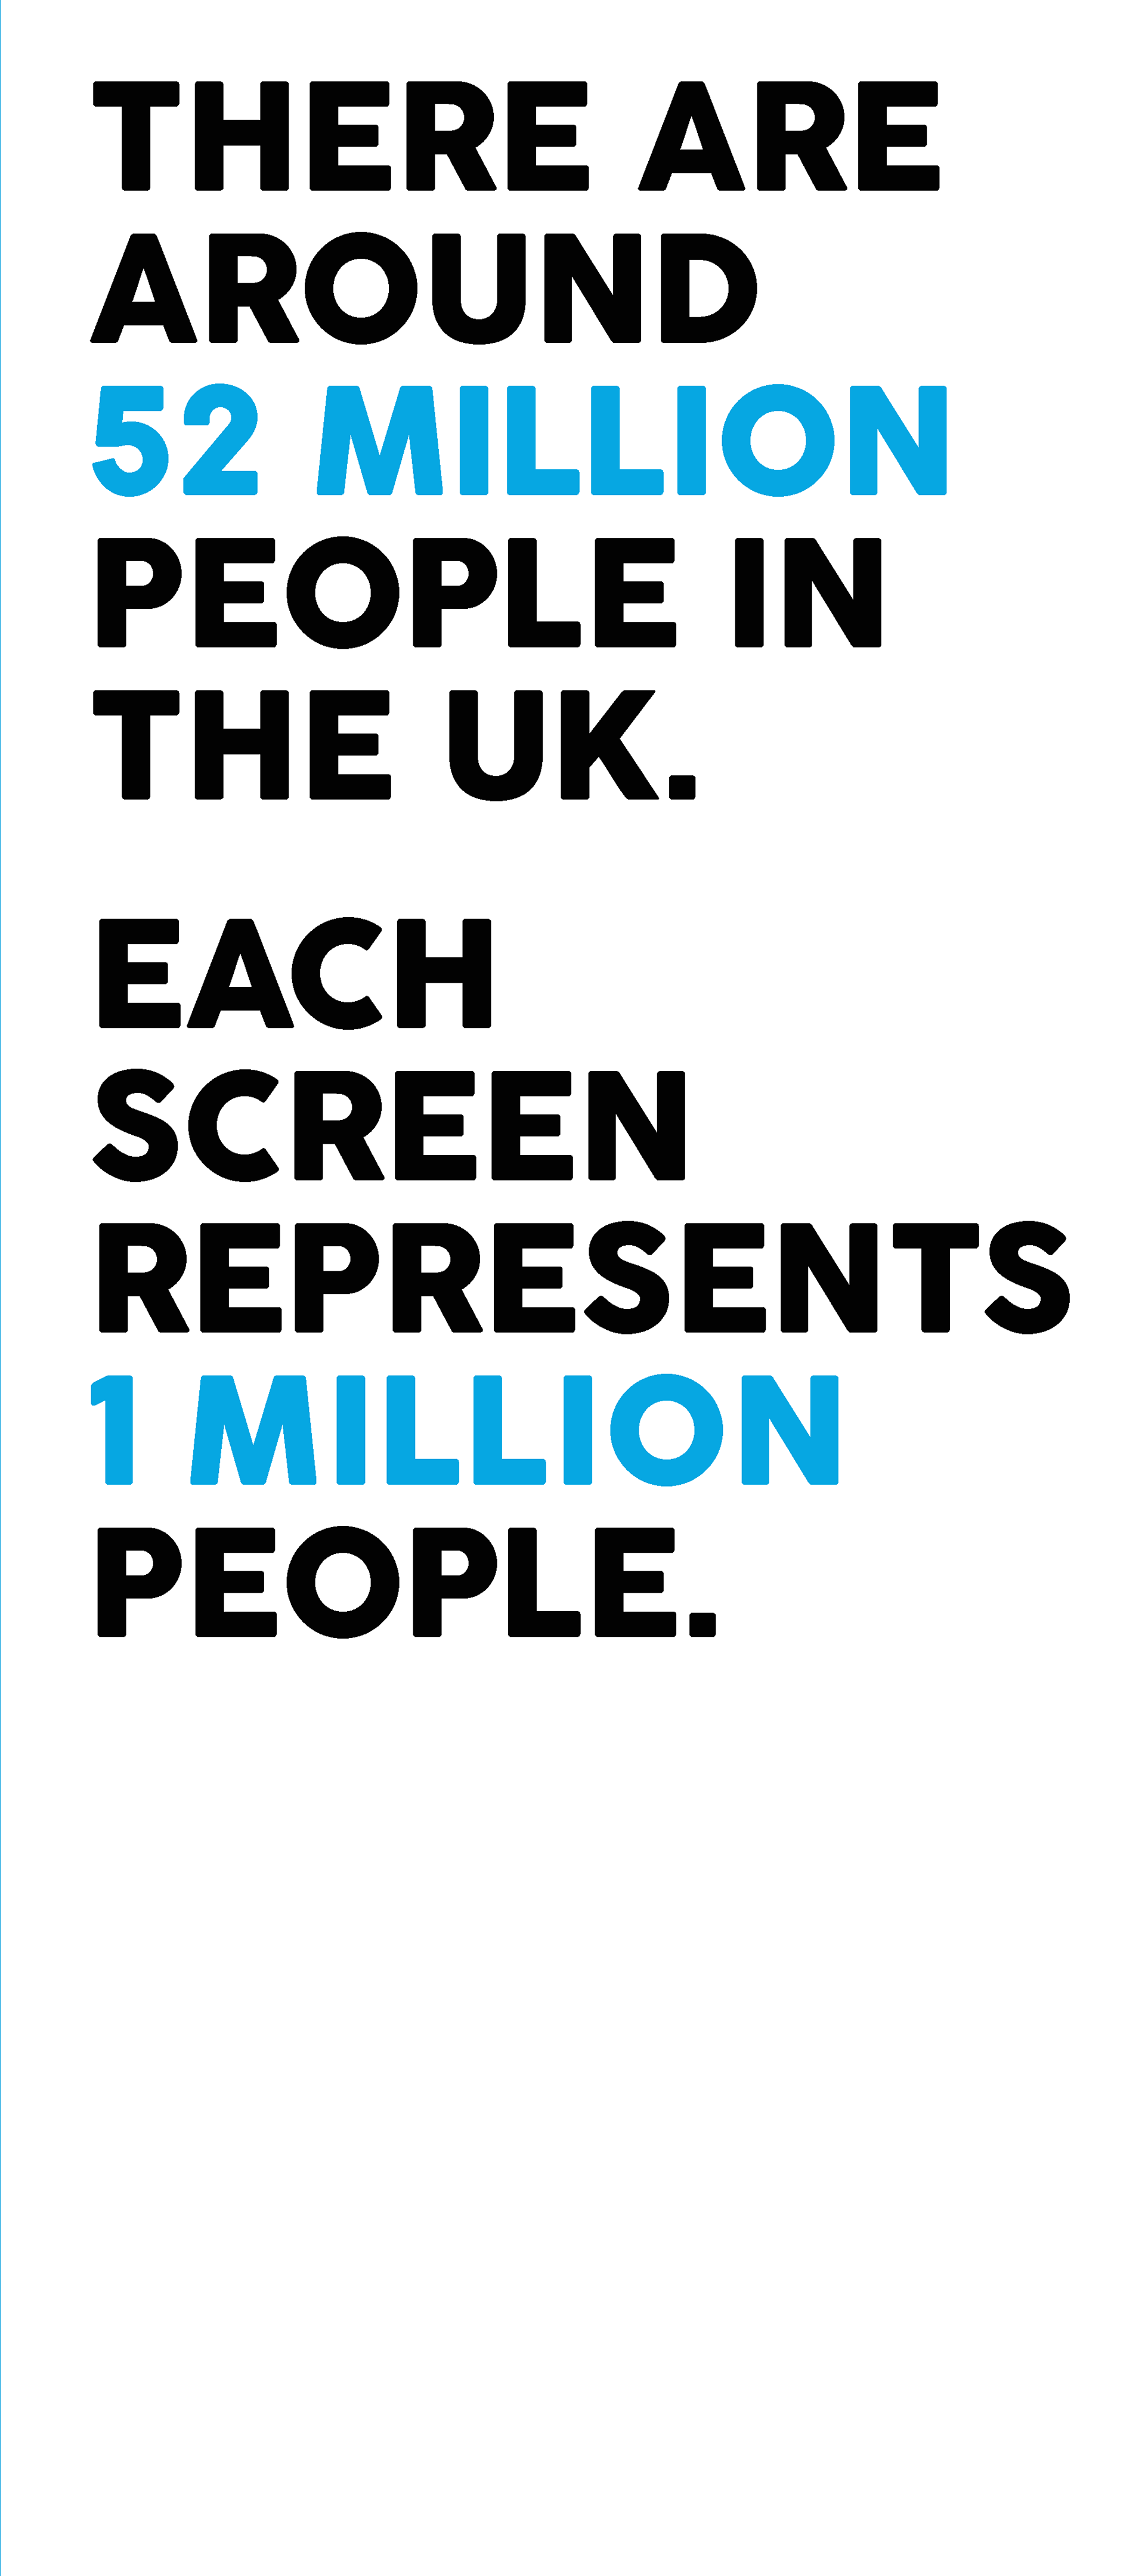 THERE ARE
AROUND
52 MILLION
PEOPLE IN
THE UK.
EACH
SCREEN
REPRESENTS
1 MILLION
PEOPLE.